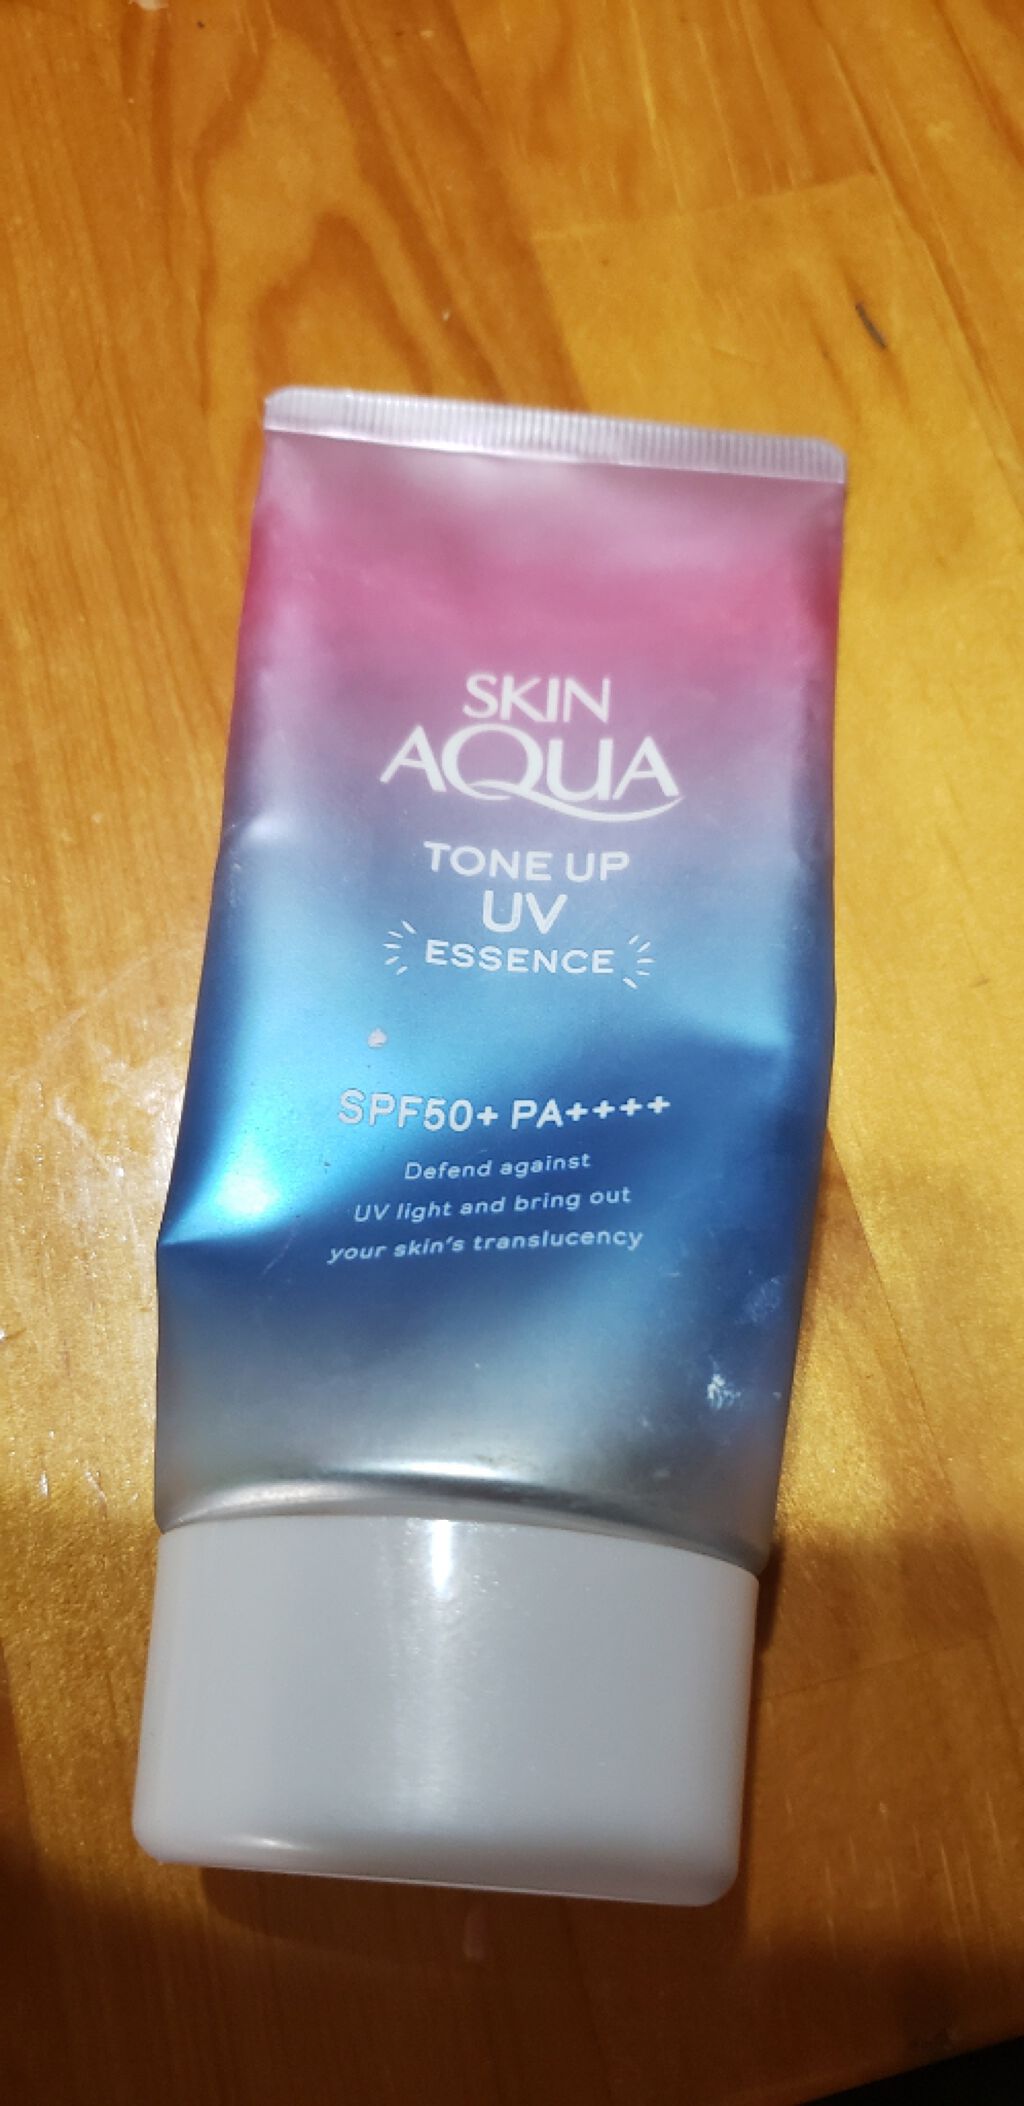 SKIN
AQUA
TONE UP
UV
ESSENCE
SPF50+ PA++++
Defend against
UV light and bring out
your skin's translucency